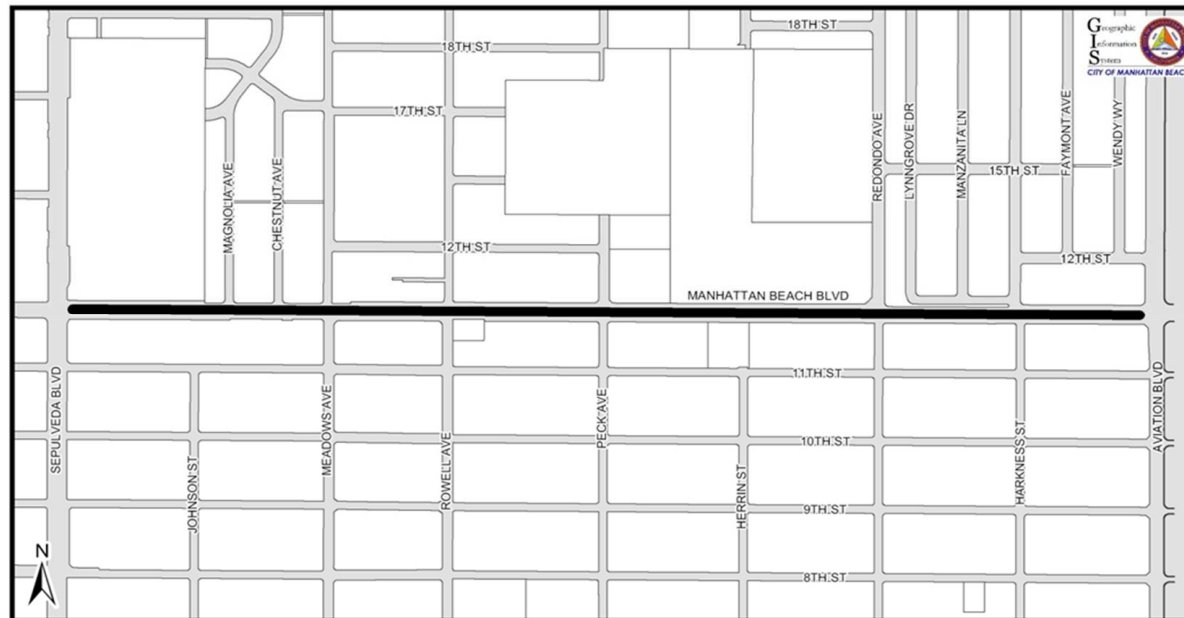 Geographic
Information
System
CITY OF MANHATTAN BEACH
18TH ST
18TH ST
17TH ST
15TH ST
12TH ST
12TH ST
MAGNOLIA AVE
CHESTNUT AVE
REDONDO AVE
LYNNGROVE DR
MANZANITA LN
FAYMONT AVE
WENDY WY
MANHATTAN BEACH BLVD
11TH ST
10TH ST
9TH ST
8TH ST
SEPULVEDA BLVD
JOHNSON ST
MEADOWS AVE
ROWELL AVE
PECK AVE
HERRIN ST
HARKNESS ST
AVIATION BLVD
N